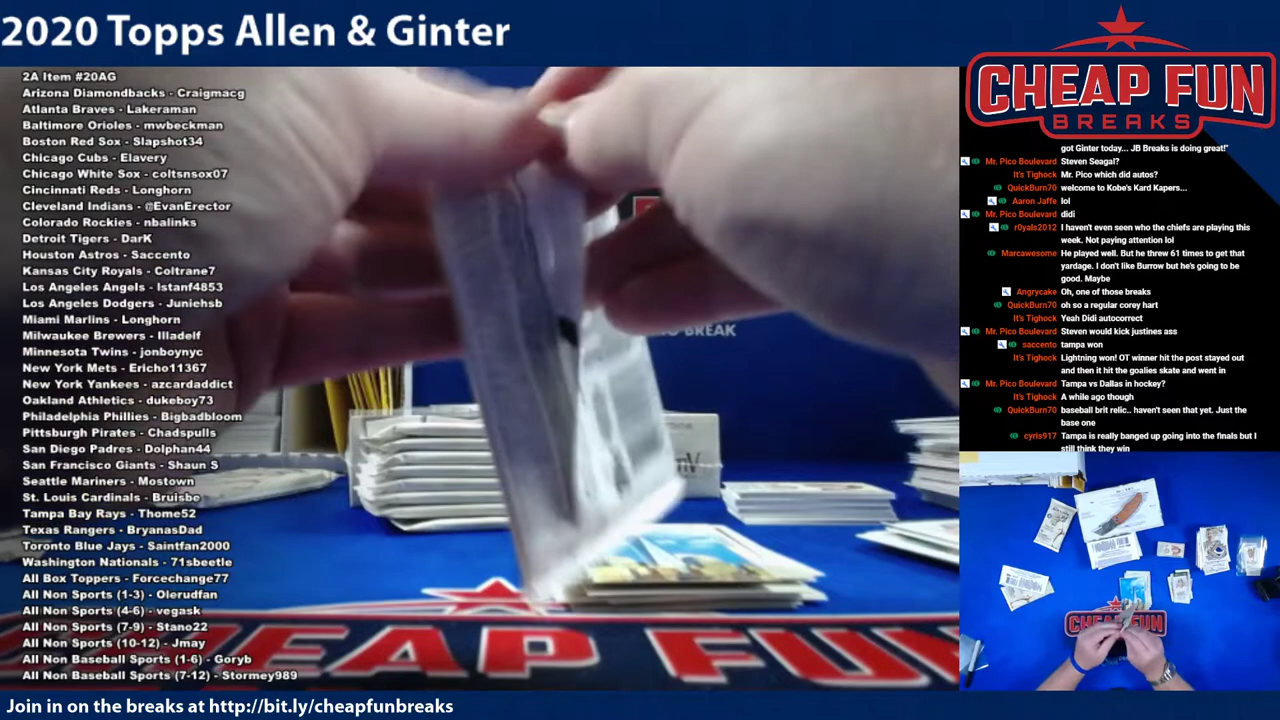 2020 Topps Allen & Ginter
2A Item #20AG
Arizona Diamondbacks - Craigmacg
Atlanta Braves - Lakeraman
Baltimore Orioles - mwbeckman
Boston Red Sox - Slapshot34
Chicago Cubs - Elavery
Chicago White Sox - coltsnsox07
Cincinnati Reds - Longhorn
Cleveland Indians - @EvanErector
Colorado Rockies - nbalinks
Detroit Tigers - DarK
Houston Astros - Saccento
Kansas City Royals - Coltrane7
Los Angeles Angels - Istanf4853
Los Angeles Dodgers - Juniehsb
Miami Marlins - Longhorn
Milwaukee Brewers - Illadelf
Minnesota Twins - jonboynyc
New York Mets - Ericho11367
New York Yankees - azcardaddict
Oakland Athletics - dukeboy73
Philadelphia Phillies - Bigbadbloom
Pittsburgh Pirates - Chadspulls
San Diego Padres - Dolphan44
San Francisco Giants - Shaun S
Seattle Mariners - Mostown
St. Louis Cardinals - Bruisbe
Tampa Bay Rays - Thome52
Texas Rangers - BryanasDad
Toronto Blue Jays - Saintfan2000
Washington Nationals - 71sbeetle
All Box Toppers - Forcechange77
All Non Sports (1-3) - Olerudfan
All Non Sports (4-6) - vegask
All Non Sports (7-9) - Stano22
All Non Sports (10-12) - Jmay
All Non Baseball Sports (1-6) - Goryb
All Non Baseball Sports (7-12) - Stormey989
BREAK
CHEAP FUN
CHEAP FUN
BREAKS
got Ginter today... JB Breaks is doing great!"
Mr. Pico Boulevard Steven Seagal?
It's Tighock Mr. Pico which did autos?
QuickBurn70 welcome to Kobe's Kard Kapers...
Aaron Jaffe lol
Mr. Pico Boulevard didi
r0yals2012 I haven't even seen who the chiefs are playing this
week. Not paying attention lol
Marcawesome He played well. But he threw 61 times to get that
yardage. I don't like Burrow but he's going to be
good. Maybe
Angrycake Oh, one of those breaks
QuickBurn70 oh so a regular corey hart
It's Tighock Yeah Didi autocorrect
Mr. Pico Boulevard Steven would kick justines ass
saccento tampa won
It's Tighock Lightning won! OT winner hit the post stayed out
and then it hit the goalies skate and went in
Mr. Pico Boulevard Tampa vs Dallas in hockey?
It's Tighock A while ago though
QuickBurn70 baseball brit relic.. haven't seen that yet. Just the
base one
cyris917 Tampa is really banged up going into the finals but I
still think they win
CHEAP FUN
Join in on the breaks at http://bit.ly/cheapfunbreaks